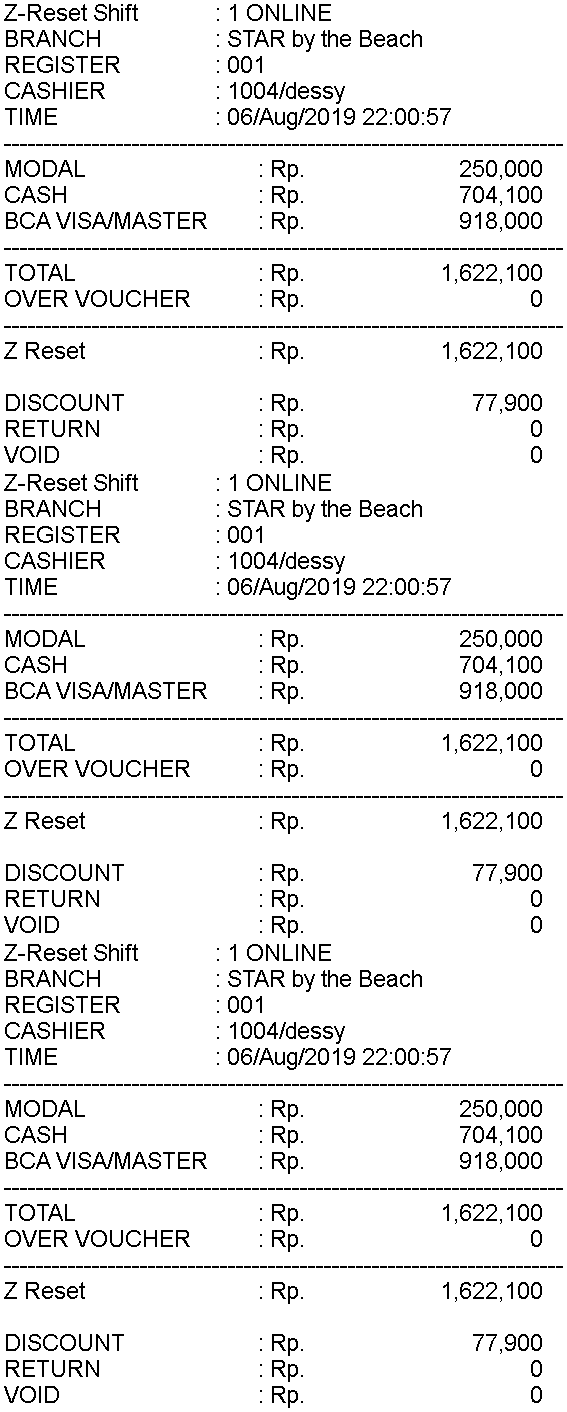 Z-Reset Shift : 1 ONLINE
BRANCH : STAR by the Beach
REGISTER : 001
CASHIER : 1004/dessy
TIME : 06/Aug/2019 22:00:57
--------------------------------------------------------------------------------
MODAL : Rp. 250,000
CASH : Rp. 704,100
BCA VISA/MASTER : Rp. 918,000
--------------------------------------------------------------------------------
TOTAL : Rp. 1,622,100
OVER VOUCHER : Rp. 0
--------------------------------------------------------------------------------
Z Reset : Rp. 1,622,100
DISCOUNT : Rp. 77,900
RETURN : Rp. 0
VOID : Rp. 0
Z-Reset Shift : 1 ONLINE
BRANCH : STAR by the Beach
REGISTER : 001
CASHIER : 1004/dessy
TIME : 06/Aug/2019 22:00:57
--------------------------------------------------------------------------------
MODAL : Rp. 250,000
CASH : Rp. 704,100
BCA VISA/MASTER : Rp. 918,000
--------------------------------------------------------------------------------
TOTAL : Rp. 1,622,100
OVER VOUCHER : Rp. 0
--------------------------------------------------------------------------------
Z Reset : Rp. 1,622,100
DISCOUNT : Rp. 77,900
RETURN : Rp. 0
VOID : Rp. 0
Z-Reset Shift : 1 ONLINE
BRANCH : STAR by the Beach
REGISTER : 001
CASHIER : 1004/dessy
TIME : 06/Aug/2019 22:00:57
--------------------------------------------------------------------------------
MODAL : Rp. 250,000
CASH : Rp. 704,100
BCA VISA/MASTER : Rp. 918,000
--------------------------------------------------------------------------------
TOTAL : Rp. 1,622,100
OVER VOUCHER : Rp. 0
--------------------------------------------------------------------------------
Z Reset : Rp. 1,622,100
DISCOUNT : Rp. 77,900
RETURN : Rp. 0
VOID : Rp. 0